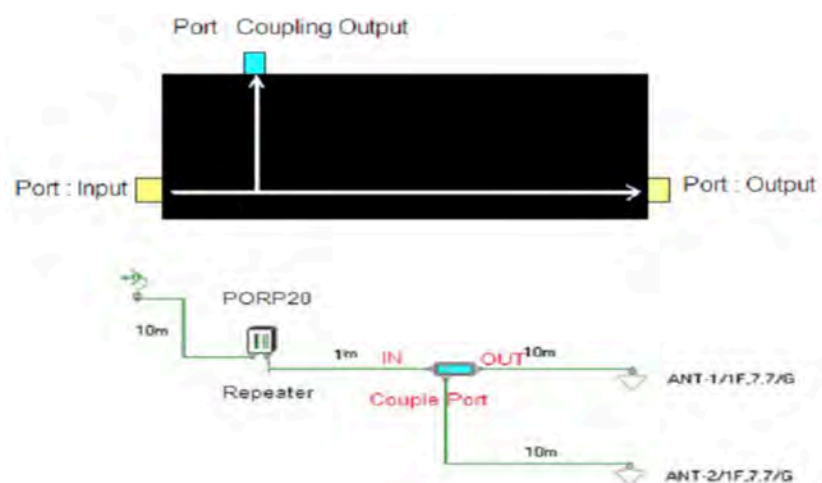 Port : Coupling Output
Port : Input
Port : Output
PORP20
10m
1m
IN
OUT
10m
Repeater
Couple Port
ANT-1/1F,7.7/G
10m
ANT-2/1F,7.7/G